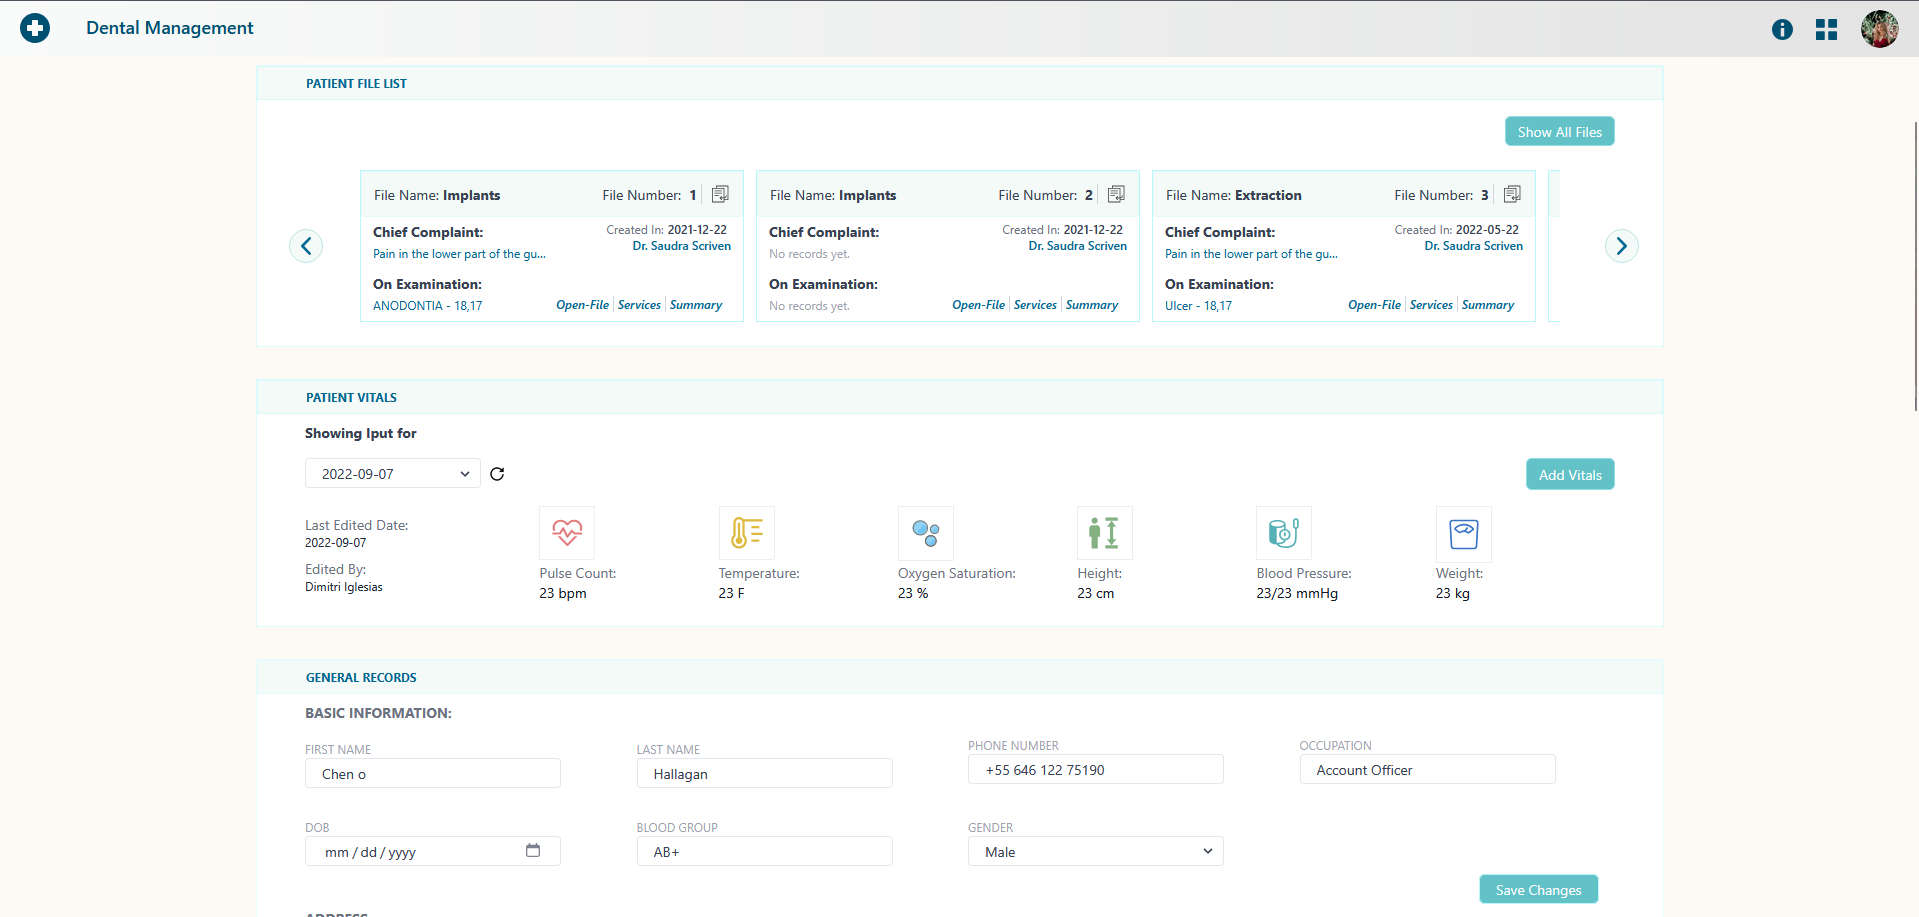 Dental Management
PATIENT FILE LIST
Show All Files
File Name: Implants File Number: 1
Chief Complaint: Created In: 2021-12-22
Pain in the lower part of the gu... Dr. Saudra Scriven
On Examination:
ANODONTIA - 18,17 Open-File Services Summary
File Name: Implants File Number: 2
Chief Complaint: Created In: 2021-12-22
No records yet. Dr. Saudra Scriven
On Examination:
No records yet. Open-File Services Summary
File Name: Extraction File Number: 3
Chief Complaint: Created In: 2022-05-22
Pain in the lower part of the gu... Dr. Saudra Scriven
On Examination:
Ulcer - 18,17 Open-File Services Summary
PATIENT VITALS
Showing Iput for
2022-09-07
Add Vitals
Last Edited Date:
2022-09-07
Edited By:
Dimitri Iglesias
Pulse Count:
23 bpm
Temperature:
23 F
Oxygen Saturation:
23 %
Height:
23 cm
Blood Pressure:
23/23 mmHg
Weight:
23 kg
GENERAL RECORDS
BASIC INFORMATION:
FIRST NAME
Chen o
LAST NAME
Hallagan
PHONE NUMBER
+55 646 122 75190
OCCUPATION
Account Officer
DOB
mm / dd / yyyy
BLOOD GROUP
AB+
GENDER
Male
Save Changes
ADDRESS